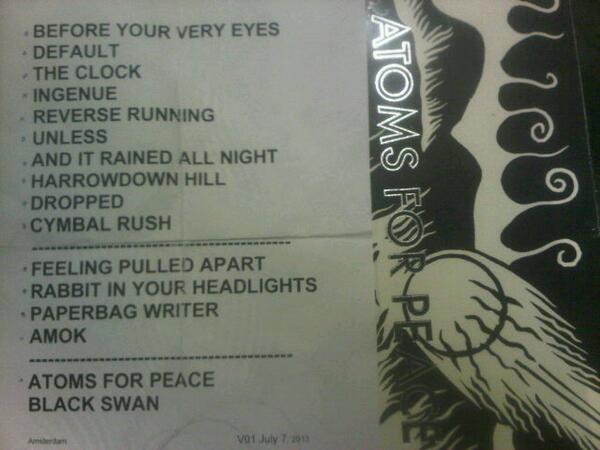 BEFORE YOUR VERY EYES
DEFAULT
THE CLOCK
INGENUE
REVERSE RUNNING
UNLESS
AND IT RAINED ALL NIGHT
HARROWDOWN HILL
DROPPED
CYMBAL RUSH
FEELING PULLED APART
RABBIT IN YOUR HEADLIGHTS
PAPERBAG WRITER
AMOK
ATOMS FOR PEACE
BLACK SWAN
Amsterdam
V01 July 7, 2013
ATOMS FOR PEACE